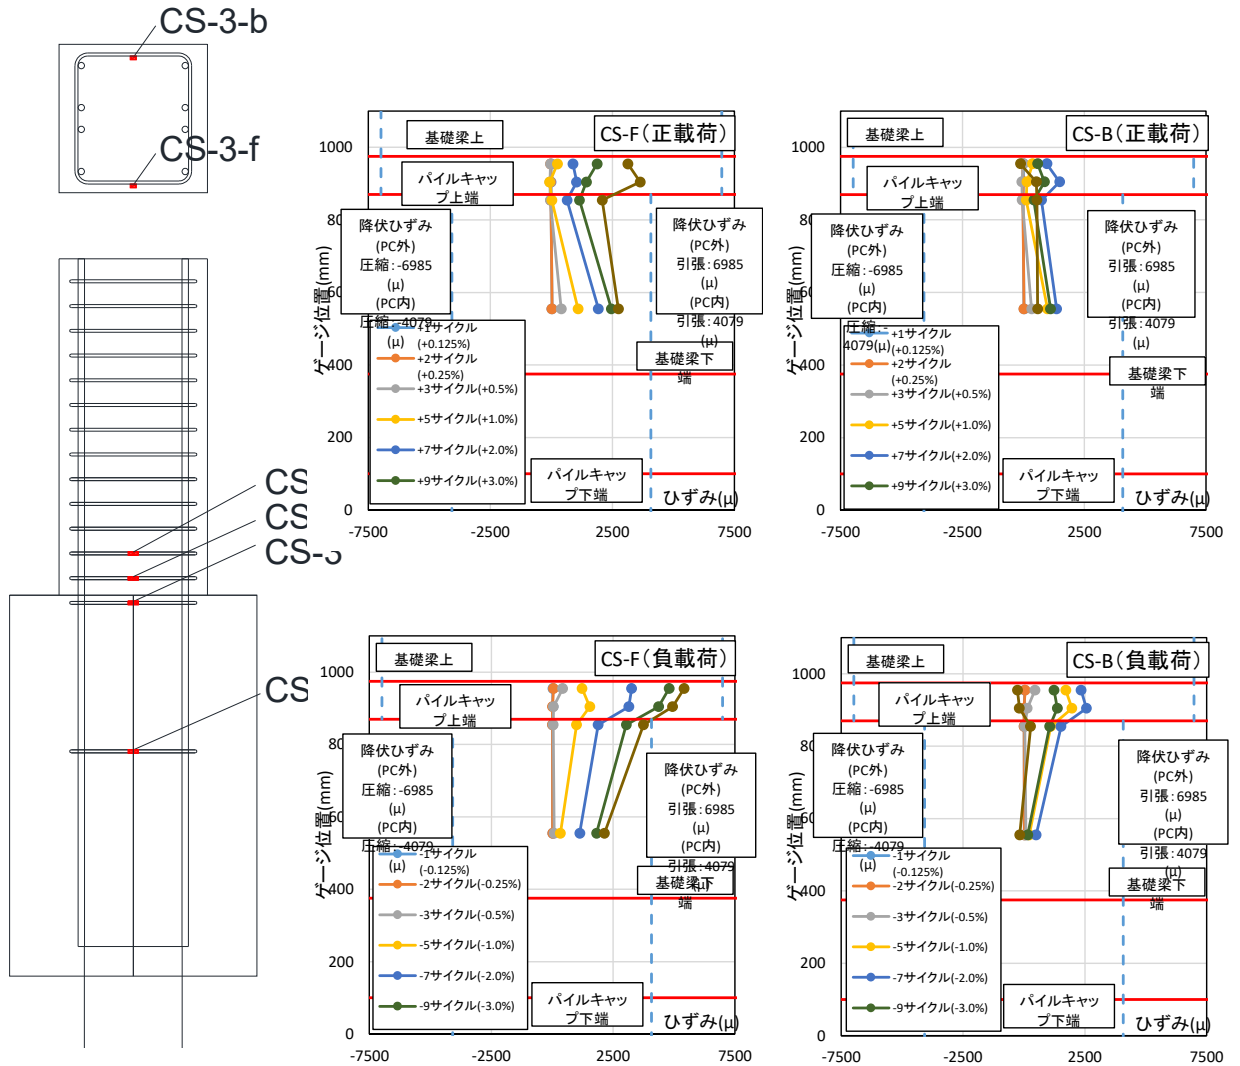 CS-3-b
CS-3-f
CS
CS
CS-3
CS
CS-F(正載荷)
基礎梁上
パイルキャッ
プ上端
降伏ひずみ
(PC外)
圧縮:-6985
(μ)
(PC内)
圧縮:-4079
(μ)
降伏ひずみ
(PC外)
引張:6985
(μ)
(PC内)
引張:4079
(μ)
基礎梁下
端
パイルキャッ
プ下端
ひずみ(μ)
ゲージ位置(mm)
1000
800
600
400
200
0
-7500
-2500
2500
7500
+1サイクル
(+0.125%)
+2サイクル
(+0.25%)
+3サイクル(+0.5%)
+5サイクル(+1.0%)
+7サイクル(+2.0%)
+9サイクル(+3.0%)
CS-B(正載荷)
基礎梁上
パイルキャッ
プ上端
降伏ひずみ
(PC外)
圧縮:-6985
(μ)
(PC内)
圧縮:-
4079(μ)
降伏ひずみ
(PC外)
引張:6985
(μ)
(PC内)
引張:4079
(μ)
基礎梁下
端
パイルキャッ
プ下端
ひずみ(μ)
ゲージ位置(mm)
1000
800
600
400
200
0
-7500
-2500
2500
7500
+1サイクル
(+0.125%)
+2サイクル
(+0.25%)
+3サイクル(+0.5%)
+5サイクル(+1.0%)
+7サイクル(+2.0%)
+9サイクル(+3.0%)
CS-F(負載荷)
基礎梁上
パイルキャッ
プ上端
降伏ひずみ
(PC外)
圧縮:-6985
(μ)
(PC内)
圧縮:-4079
(μ)
降伏ひずみ
(PC外)
引張:6985
(μ)
(PC内)
引張:4079
(μ)
基礎梁下
端
パイルキャッ
プ下端
ひずみ(μ)
ゲージ位置(mm)
1000
800
600
400
200
0
-7500
-2500
2500
7500
-1サイクル
(-0.125%)
-2サイクル(-0.25%)
-3サイクル(-0.5%)
-5サイクル(-1.0%)
-7サイクル(-2.0%)
-9サイクル(-3.0%)
CS-B(負載荷)
基礎梁上
パイルキャッ
プ上端
降伏ひずみ
(PC外)
圧縮:-6985
(μ)
(PC内)
圧縮:-4079
(μ)
降伏ひずみ
(PC外)
引張:6985
(μ)
(PC内)
引張:4079
(μ)
基礎梁下
端
パイルキャッ
プ下端
ひずみ(μ)
ゲージ位置(mm)
1000
800
600
400
200
0
-7500
-2500
2500
7500
-1サイクル
(-0.125%)
-2サイクル(-0.25%)
-3サイクル(-0.5%)
-5サイクル(-1.0%)
-7サイクル(-2.0%)
-9サイクル(-3.0%)